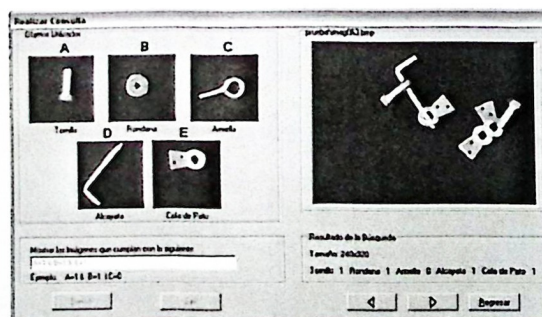 Realizar Consulta
A B C
Tornillo Rondana Armella
D E
Alcayata Cola de Pato
Mostrar las Imágenes que cumplan con lo siguiente
Ejemplo: A=1 & B=1 | C=0
Resultado de la Búsqueda
Tamaño 240x320
Tornillo 1 Rondana 1 Armella 0 Alcayata 1 Cola de Pato 1
Regresar